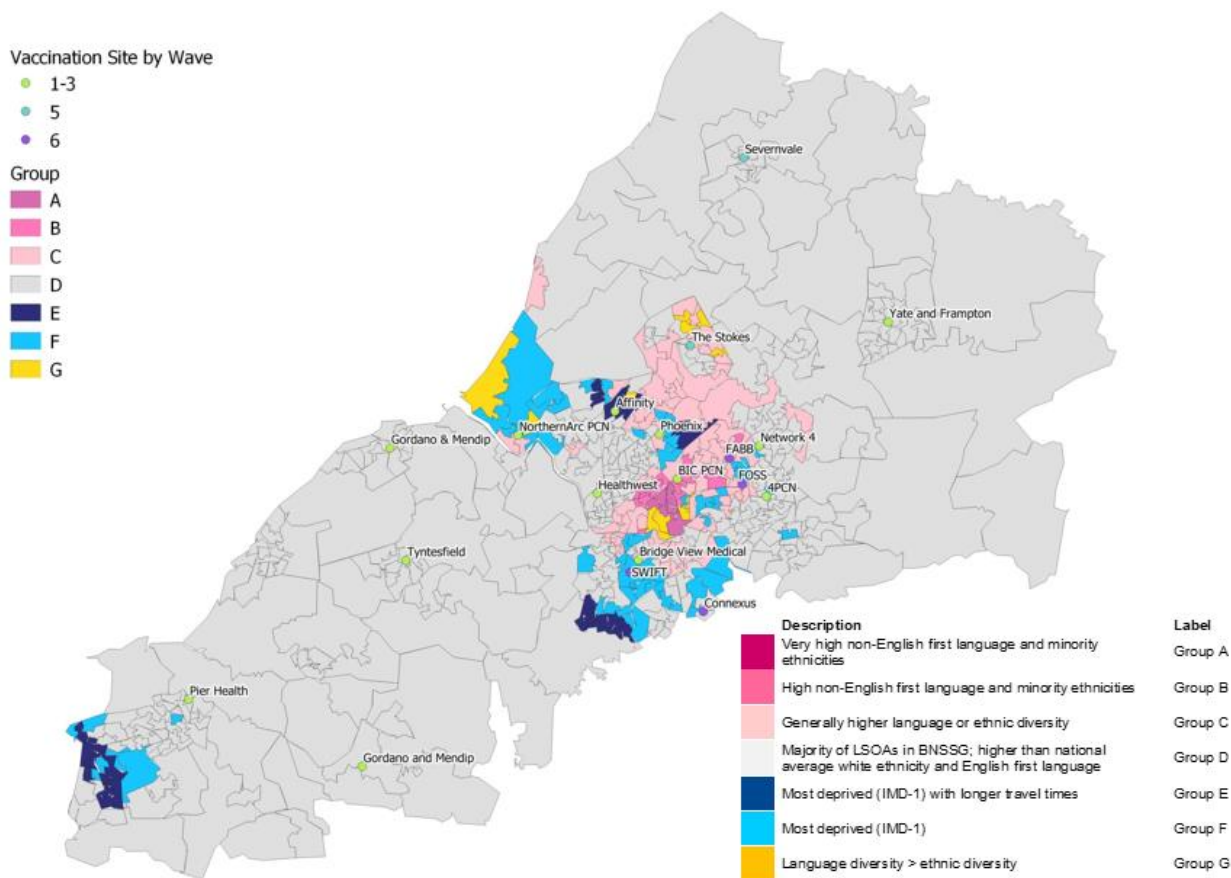 Vaccination Site by Wave
1-3
5
6
Group
A
B
C
D
E
F
G
Severnvale
Yate and Frampton
The Stokes
Affinity
NorthernArc PCN
Phoenix
Gordano & Mendip
Network 4
FABB
BIC PCN
FOSS
Healthwest
4PCN
Tyntesfield
Bridge View Medical
SWIFT
Connexus
Pier Health
Gordano and Mendip
Description Label
Very high non-English first language and minority
ethnicities Group A
High non-English first language and minority ethnicities Group B
Generally higher language or ethnic diversity Group C
Majority of LSOAs in BNSSG; higher than national
average white ethnicity and English first language Group D
Most deprived (IMD-1) with longer travel times Group E
Most deprived (IMD-1) Group F
Language diversity > ethnic diversity Group G